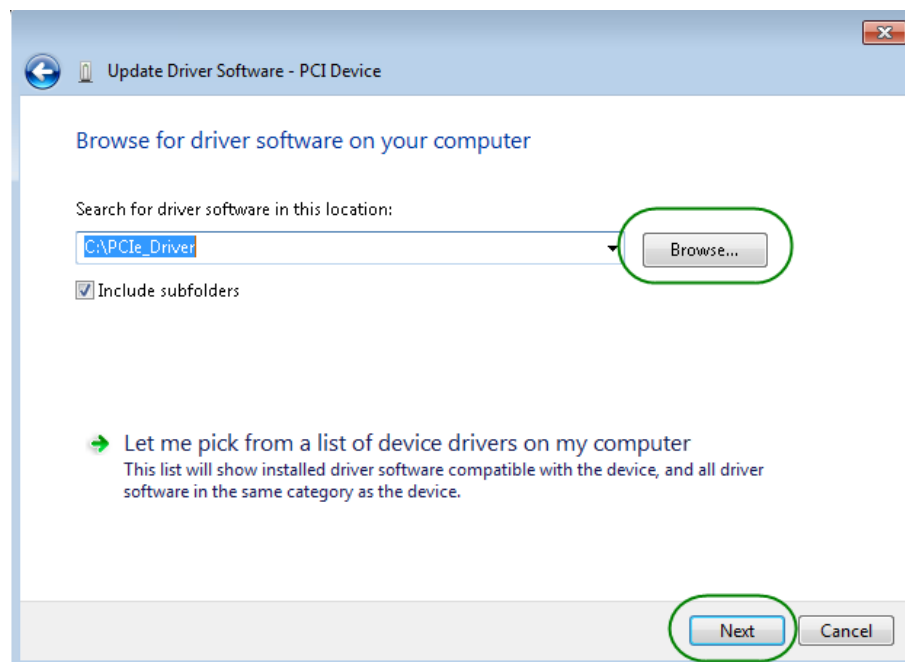 Update Driver Software - PCI Device
Browse for driver software on your computer
Search for driver software in this location:
C:\PCIe_Driver
Browse...
Include subfolders
Let me pick from a list of device drivers on my computer
This list will show installed driver software compatible with the device, and all driver
software in the same category as the device.
Next
Cancel